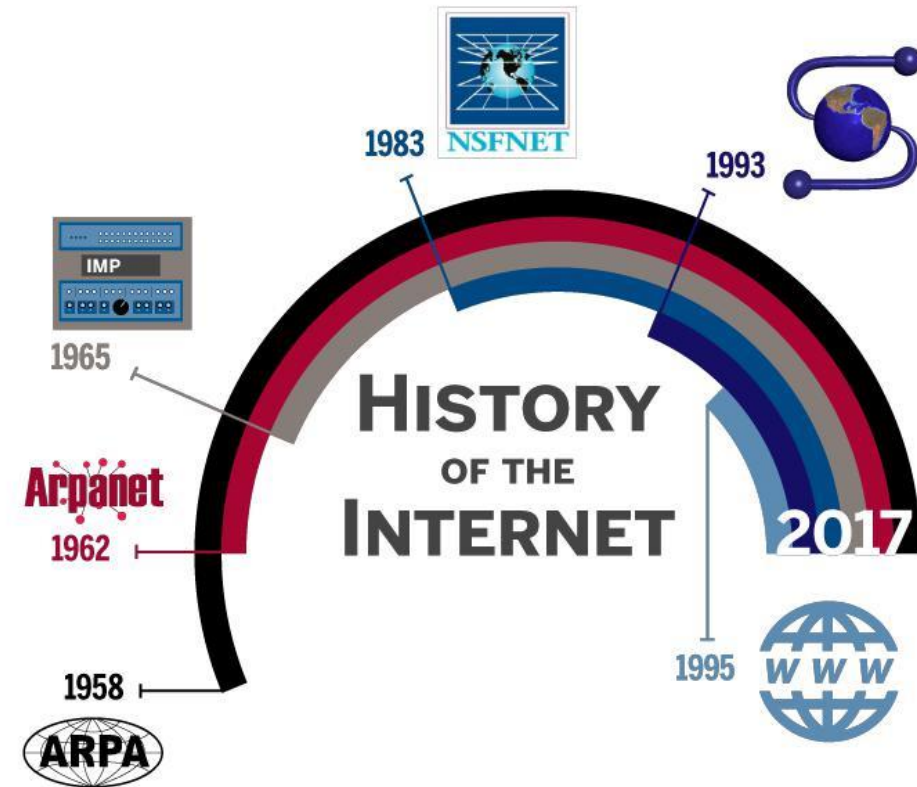 NSFNET
1983
1993
IMP
1965
HISTORY
OF THE
INTERNET
Arpanet
1962
2017
1958
ARPA
1995
WWW